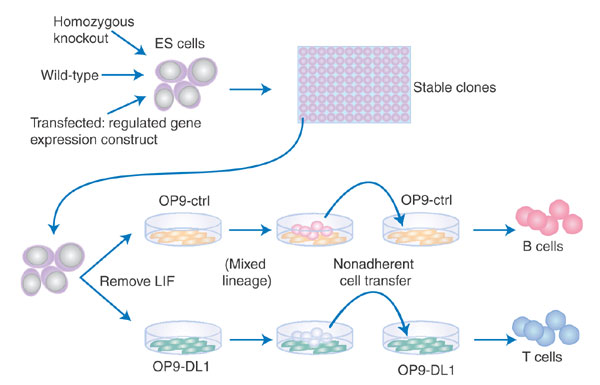 Homozygous
knockout
ES cells
Wild-type
Stable clones
Transfected: regulated gene
expression construct
OP9-ctrl
OP9-ctrl
B cells
Remove LIF
(Mixed
lineage)
Nonadherent
cell transfer
OP9-DL1
OP9-DL1
T cells